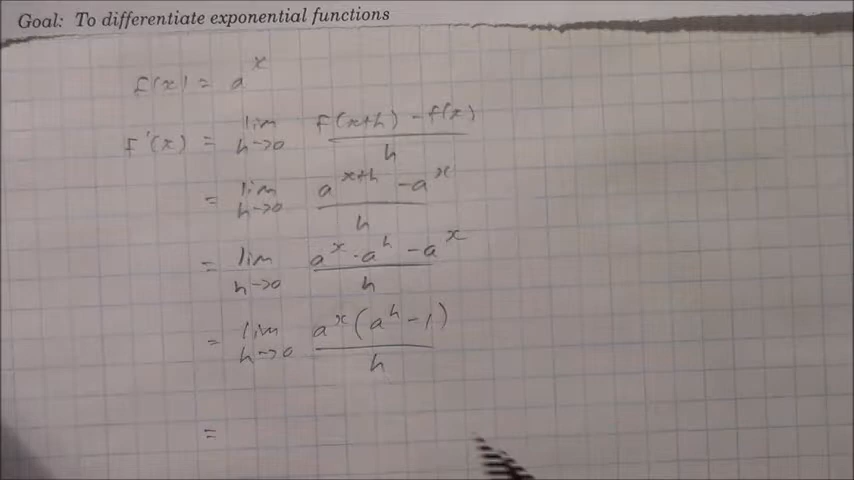 Goal: To differentiate exponential functions
f(x) = a^x
f'(x) = lim h→0 (f(x+h) - f(x))/h
= lim h→0 (a^(x+h) - a^x)/h
= lim h→0 (a^x · a^h - a^x)/h
= lim h→0 (a^x(a^h - 1))/h
=